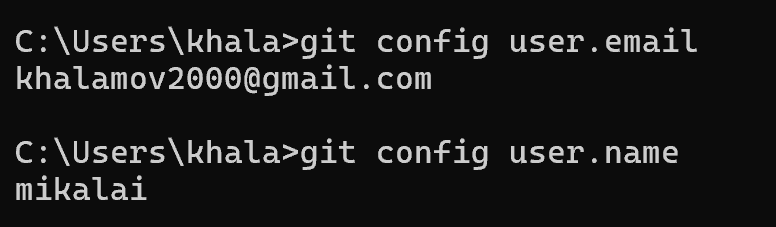 C:\Users\khala>git config user.email
khalamov2000@gmail.com
C:\Users\khala>git config user.name
mikalai